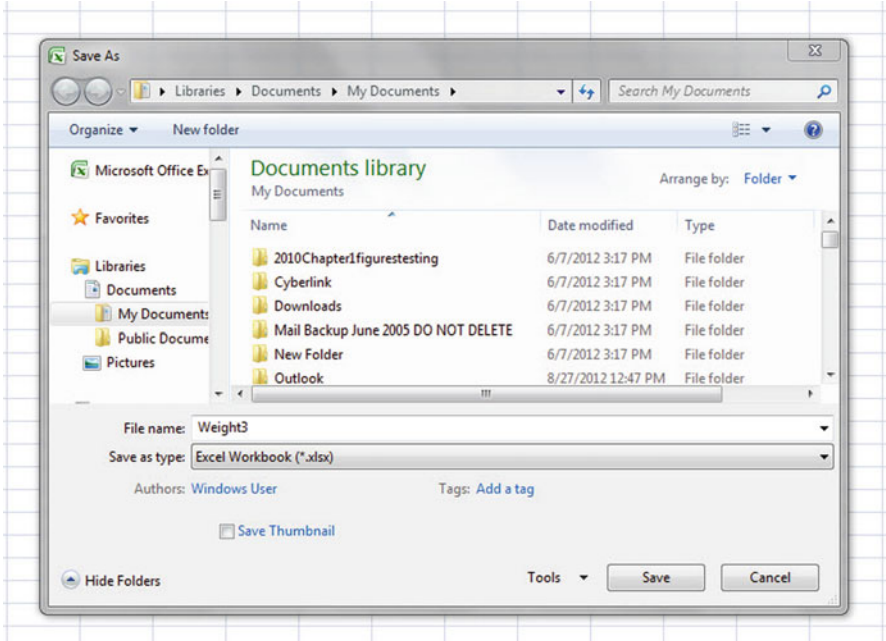 Save As
Libraries Documents My Documents
Search My Documents
Organize New folder
Microsoft Office Ex
Favorites
Libraries
Documents
My Documents
Public Docume
Pictures
Documents library
My Documents
Arrange by: Folder
Name Date modified Type
2010Chapter1figurestesting 6/7/2012 3:17 PM File folder
Cyberlink 6/7/2012 3:17 PM File folder
Downloads 6/7/2012 3:17 PM File folder
Mail Backup June 2005 DO NOT DELETE 6/7/2012 3:17 PM File folder
New Folder 6/7/2012 3:17 PM File folder
Outlook 8/27/2012 12:47 PM File folder
File name: Weight3
Save as type: Excel Workbook (*.xlsx)
Authors: Windows User Tags: Add a tag
Save Thumbnail
Hide Folders Tools Save Cancel